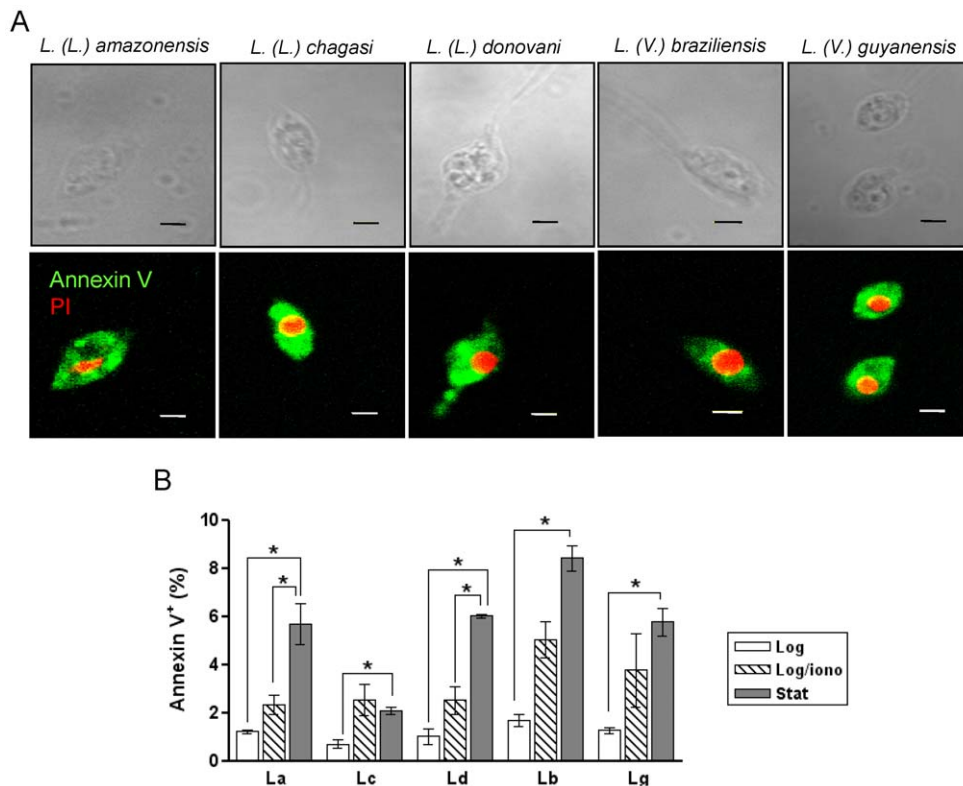 A
L. (L.) amazonensis L. (L.) chagasi L. (L.) donovani L. (V.) braziliensis L. (V.) guyanensis
Annexin V
PI
B
Annexin V⁺ (%)
10
8
6
4
2
0
* * * * * * *
La Lc Ld Lb Lg
Log
Log/iono
Stat